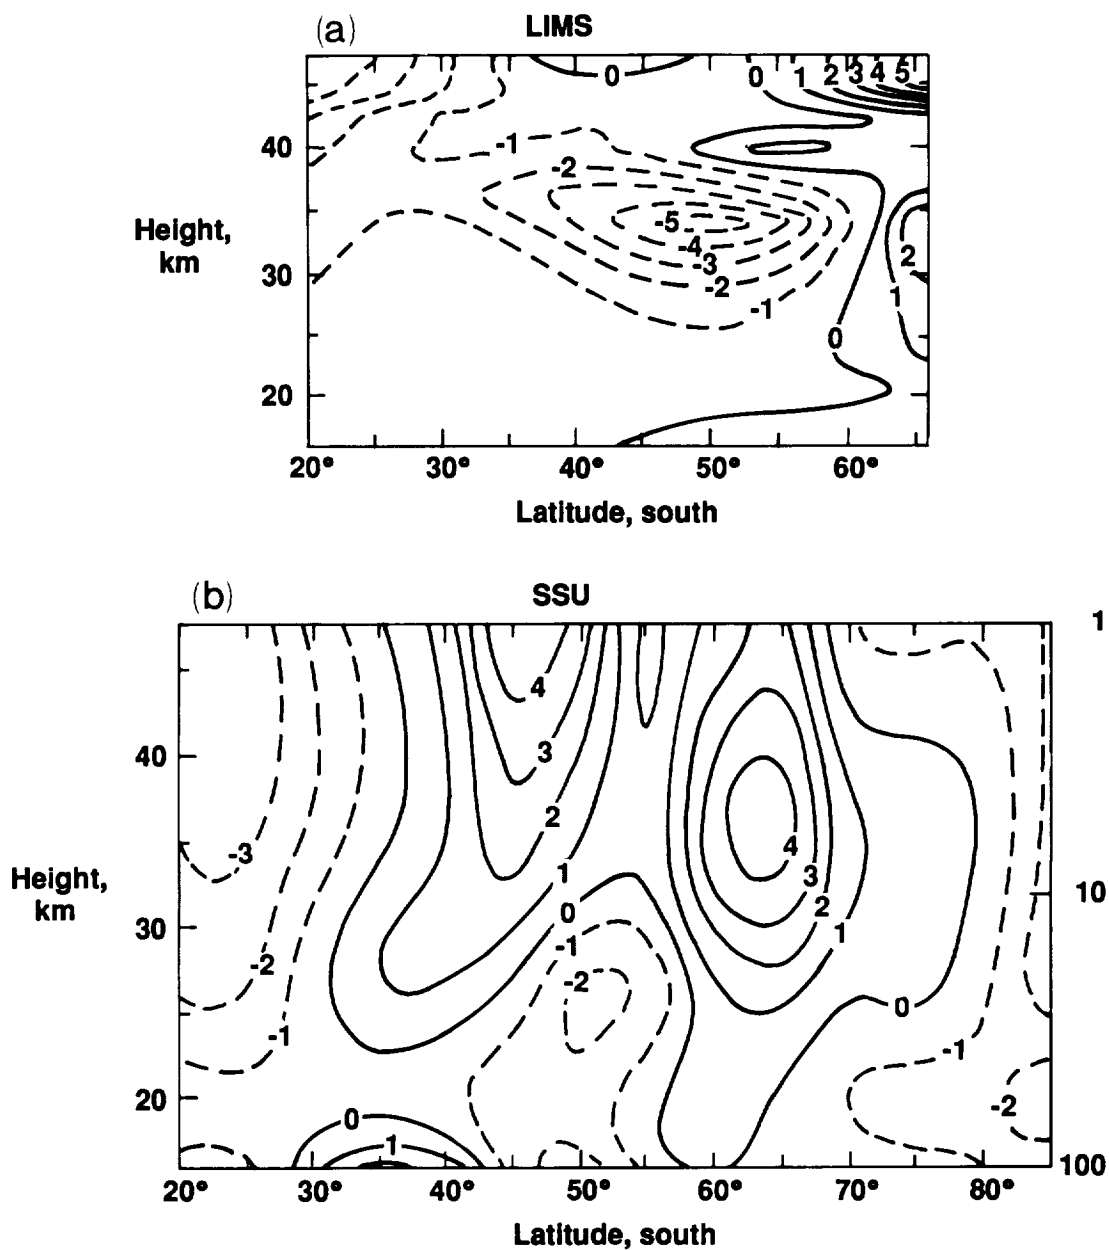 (a) LIMS
0 0 1 2 3 4 5
40 -1
-2
Height, km
-5
-4
-3
-2
2
30
1
-1
0
20
20° 30° 40° 50° 60°
Latitude, south
(b) SSU
1
4
3
40
2
-3 4
1 3
Height, km
10
0 2
30 -1 1
-2 -2
0
-1 -1
20 -2
0
1
100
20° 30° 40° 50° 60° 70° 80°
Latitude, south